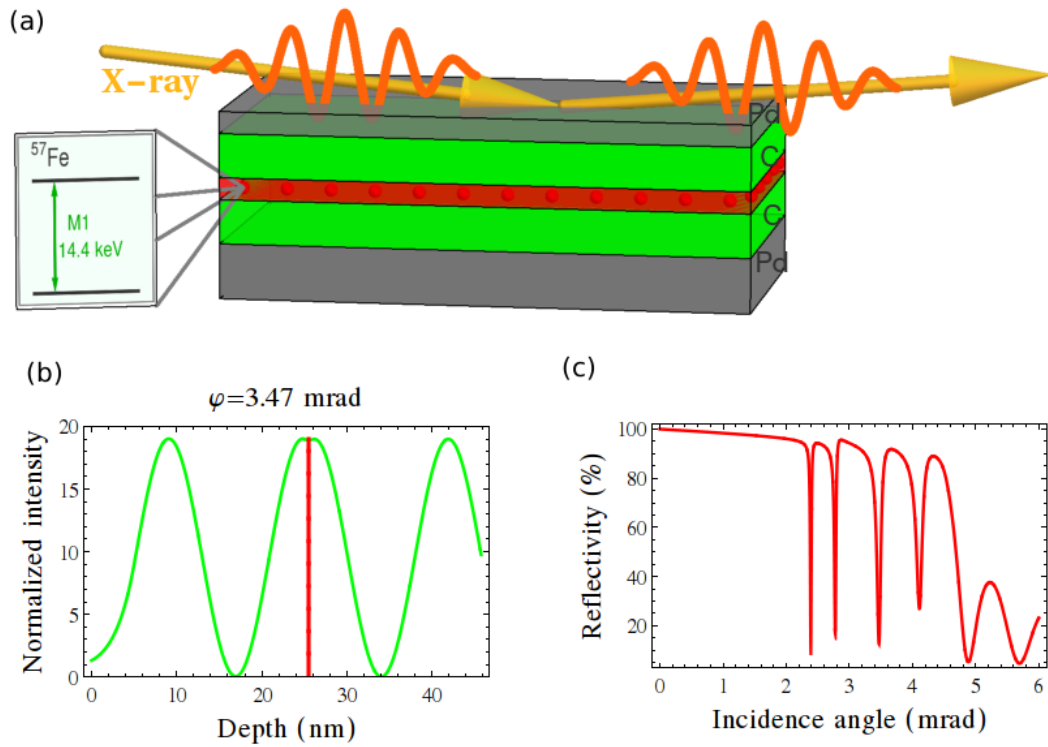 (a)
X-ray
Pd
C
C
Pd
57Fe
M1
14.4 keV
(b)
φ=3.47 mrad
Normalized intensity
20
15
10
5
0
0 10 20 30 40
Depth (nm)
(c)
Reflectivity (%)
100
80
60
40
20
0 1 2 3 4 5 6
Incidence angle (mrad)